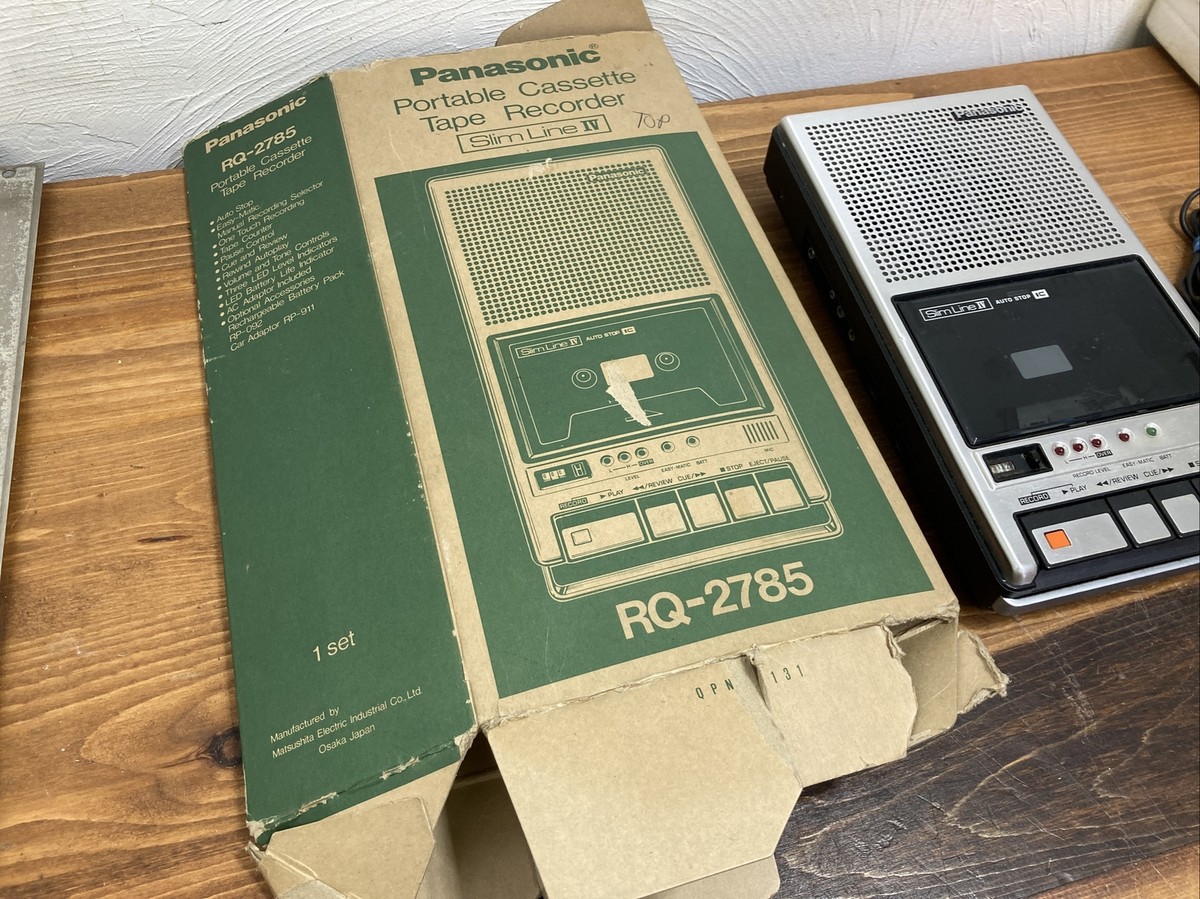 Panasonic
RQ-2785
Portable Cassette
Tape Recorder
• Auto Stop
• Easy-Matic
Manual Recording Selector
• One Touch Recording
• Tape Counter
• Pause Control
• Cue and Review
• Rewind Autoplay
• Volume and Tone Controls
• Three LED Level Indicators
• LED Battery Life Indicator
• AC Adaptor Included
• Optional Accessories
Rechargeable Battery Pack
RP-092
Car Adaptor RP-911
1 set
Manufactured by
Matsushita Electric Industrial Co., Ltd.
Osaka Japan
Panasonic®
Portable Cassette
Tape Recorder
Slim Line IV
TOP
Panasonic
Slim Line IV AUTO STOP IC
L H OVER
LEVEL EASY-MATIC BATT MIC
RECORD ▶PLAY ◀◀/REVIEW CUE/▶▶ ■STOP EJECT/PAUSE
RQ-2785
QPN 131
Panasonic
Slim Line IV AUTO STOP IC
L H OVER
RECORD LEVEL EASY-MATIC BATT
RECORD ▶PLAY ◀◀/REVIEW CUE/▶▶